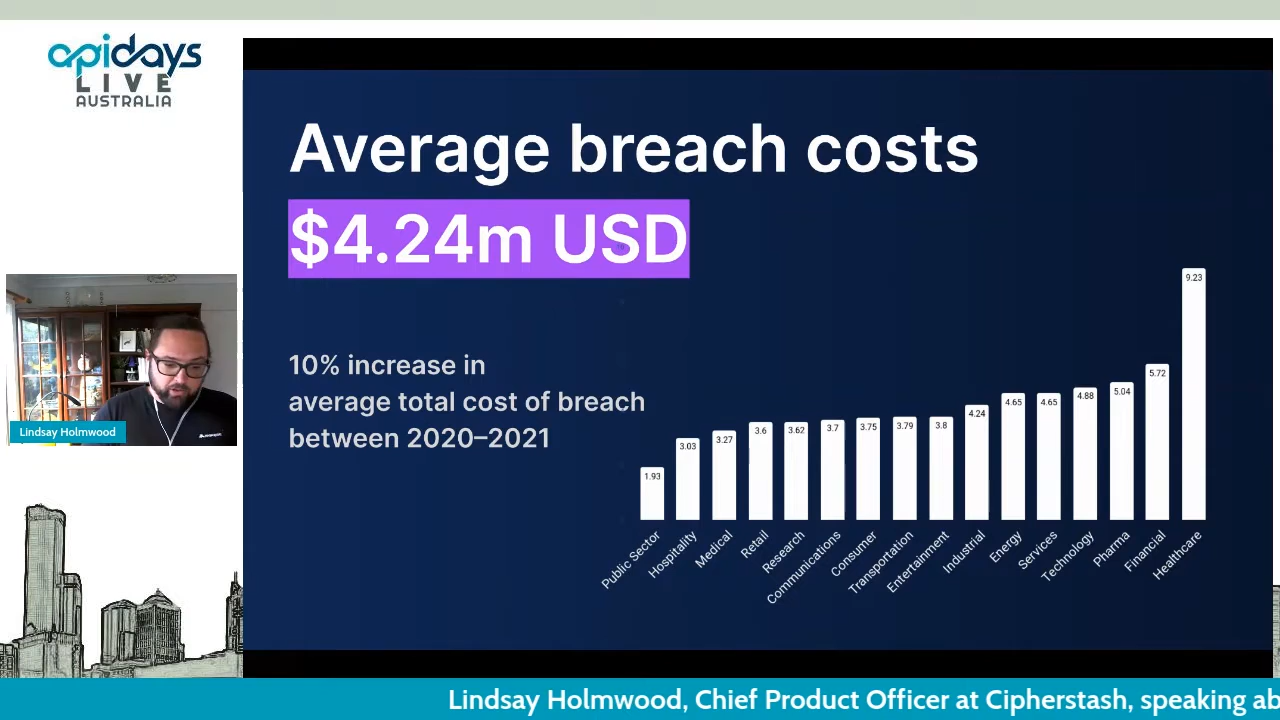 apidays
LIVE
AUSTRALIA
Average breach costs
$4.24m USD
10% increase in
average total cost of breach
between 2020–2021
1.93
3.03
3.27
3.6
3.62
3.7
3.75
3.79
3.8
4.24
4.65
4.65
4.88
5.04
5.72
9.23
Public Sector
Hospitality
Medical
Retail
Research
Communications
Consumer
Transportation
Entertainment
Industrial
Energy
Services
Technology
Pharma
Financial
Healthcare
Lindsay Holmwood
Lindsay Holmwood, Chief Product Officer at Cipherstash, speaking ab